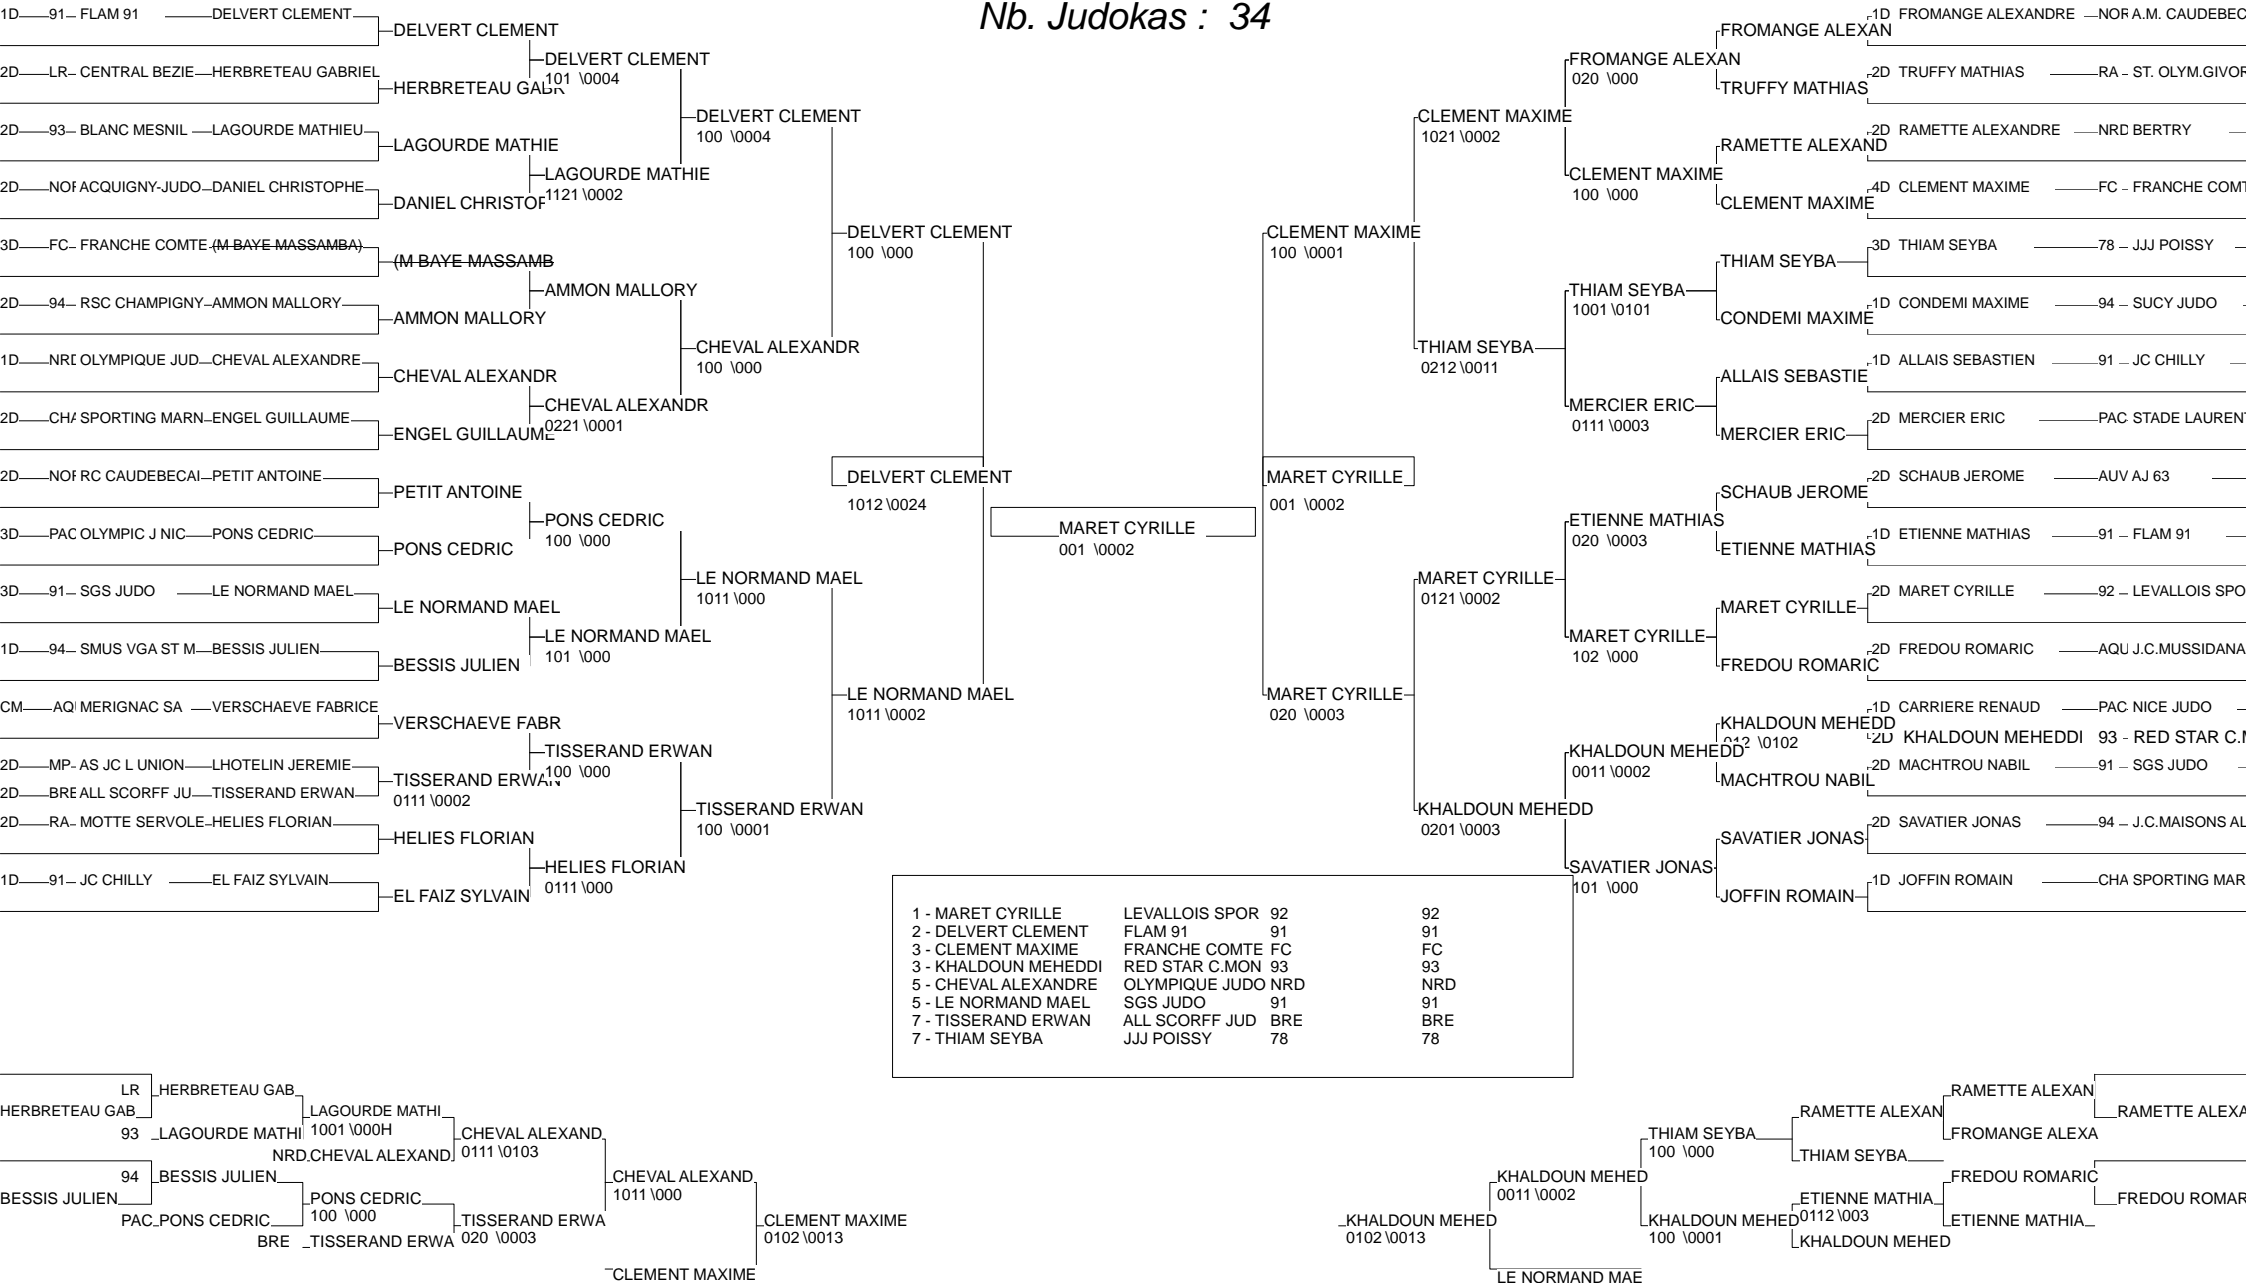 Nb. Judokas : 34
1D 91 FLAM 91 DELVERT CLEMENT
2D LR CENTRAL BEZIE HERBRETEAU GABRIEL
2D 93 BLANC MESNIL LAGOURDE MATHIEU
2D NOR ACQUIGNY-JUDO DANIEL CHRISTOPHE
3D FC FRANCHE COMTE (M BAYE MASSAMBA)
2D 94 RSC CHAMPIGNY AMMON MALLORY
1D NRD OLYMPIQUE JUD CHEVAL ALEXANDRE
2D CHA SPORTING MARN ENGEL GUILLAUME
2D NOR RC CAUDEBECAI PETIT ANTOINE
3D PAC OLYMPIC J NIC PONS CEDRIC
3D 91 SGS JUDO LE NORMAND MAEL
1D 94 SMUS VGA ST M BESSIS JULIEN
CM AQ MERIGNAC SA VERSCHAEVE FABRICE
2D MP AS JC L UNION LHOTELIN JEREMIE
2D BRE ALL SCORFF JU TISSERAND ERWAN
2D RA MOTTE SERVOLE HELIES FLORIAN
1D 91 JC CHILLY EL FAIZ SYLVAIN
DELVERT CLEMENT
HERBRETEAU GABR
LAGOURDE MATHIE
DANIEL CHRISTOF
(M BAYE MASSAMB
AMMON MALLORY
CHEVAL ALEXANDR
ENGEL GUILLAUME
PETIT ANTOINE
PONS CEDRIC
LE NORMAND MAEL
BESSIS JULIEN
VERSCHAEVE FABR
TISSERAND ERWAN
0111 \0002
HELIES FLORIAN
EL FAIZ SYLVAIN
DELVERT CLEMENT
101 \0004
LAGOURDE MATHIE
1121 \0002
AMMON MALLORY
CHEVAL ALEXANDR
0221 \0001
PONS CEDRIC
100 \000
LE NORMAND MAEL
101 \000
TISSERAND ERWAN
100 \000
HELIES FLORIAN
0111 \000
DELVERT CLEMENT
100 \0004
CHEVAL ALEXANDR
100 \000
LE NORMAND MAEL
1011 \000
TISSERAND ERWAN
100 \0001
DELVERT CLEMENT
100 \000
DELVERT CLEMENT
1012 \0024
LE NORMAND MAEL
1011 \0002
MARET CYRILLE
001 \0002
CLEMENT MAXIME
100 \0001
MARET CYRILLE
001 \0002
MARET CYRILLE
020 \0003
CLEMENT MAXIME
1021 \0002
THIAM SEYBA
0212 \0011
MARET CYRILLE
0121 \0002
KHALDOUN MEHEDD
0201 \0003
FROMANGE ALEXAN
020 \000
CLEMENT MAXIME
100 \000
THIAM SEYBA
1001 \0101
MERCIER ERIC
0111 \0003
ETIENNE MATHIAS
020 \0003
MARET CYRILLE
102 \000
KHALDOUN MEHEDD
0011 \0002
SAVATIER JONAS
101 \000
FROMANGE ALEXAN
TRUFFY MATHIAS
RAMETTE ALEXAND
CLEMENT MAXIME
THIAM SEYBA
CONDEMI MAXIME
ALLAIS SEBASTIE
MERCIER ERIC
SCHAUB JEROME
ETIENNE MATHIAS
MARET CYRILLE
FREDOU ROMARIC
KHALDOUN MEHEDD
012 \0102
MACHTROU NABIL
SAVATIER JONAS
JOFFIN ROMAIN
1D FROMANGE ALEXANDRE NOR A.M. CAUDEBEC
2D TRUFFY MATHIAS RA ST. OLYM.GIVOR
2D RAMETTE ALEXANDRE NRD BERTRY
4D CLEMENT MAXIME FC FRANCHE COMT
3D THIAM SEYBA 78 JJJ POISSY
1D CONDEMI MAXIME 94 SUCY JUDO
1D ALLAIS SEBASTIEN 91 JC CHILLY
2D MERCIER ERIC PAC STADE LAURENT
2D SCHAUB JEROME AUV AJ 63
1D ETIENNE MATHIAS 91 FLAM 91
2D MARET CYRILLE 92 LEVALLOIS SPO
2D FREDOU ROMARIC AQU J.C.MUSSIDANA
1D CARRIERE RENAUD PAC NICE JUDO
2D KHALDOUN MEHEDDI 93 - RED STAR C.M
2D MACHTROU NABIL 91 SGS JUDO
2D SAVATIER JONAS 94 J.C.MAISONS AL
1D JOFFIN ROMAIN CHA SPORTING MAR
1 - MARET CYRILLE LEVALLOIS SPOR 92 92
2 - DELVERT CLEMENT FLAM 91 91 91
3 - CLEMENT MAXIME FRANCHE COMTE FC FC
3 - KHALDOUN MEHEDDI RED STAR C.MON 93 93
5 - CHEVAL ALEXANDRE OLYMPIQUE JUDO NRD NRD
5 - LE NORMAND MAEL SGS JUDO 91 91
7 - TISSERAND ERWAN ALL SCORFF JUD BRE BRE
7 - THIAM SEYBA JJJ POISSY 78 78
LR HERBRETEAU GAB
HERBRETEAU GAB
93 LAGOURDE MATHI
LAGOURDE MATHI
1001 \000H
NRD CHEVAL ALEXAND
CHEVAL ALEXAND
0111 \0103
94 BESSIS JULIEN
BESSIS JULIEN
PAC PONS CEDRIC
PONS CEDRIC
100 \000
BRE TISSERAND ERWA
TISSERAND ERWA
020 \0003
CHEVAL ALEXAND
1011 \000
CLEMENT MAXIME
0102 \0013
CLEMENT MAXIME
KHALDOUN MEHED
0102 \0013
KHALDOUN MEHED
0011 \0002
LE NORMAND MAE
THIAM SEYBA
100 \000
KHALDOUN MEHED
100 \0001
RAMETTE ALEXAN
THIAM SEYBA
ETIENNE MATHIA
0112 \003
KHALDOUN MEHED
RAMETTE ALEXAN
FROMANGE ALEXA
FREDOU ROMARIC
ETIENNE MATHIA
RAMETTE ALEXA
FREDOU ROMAR